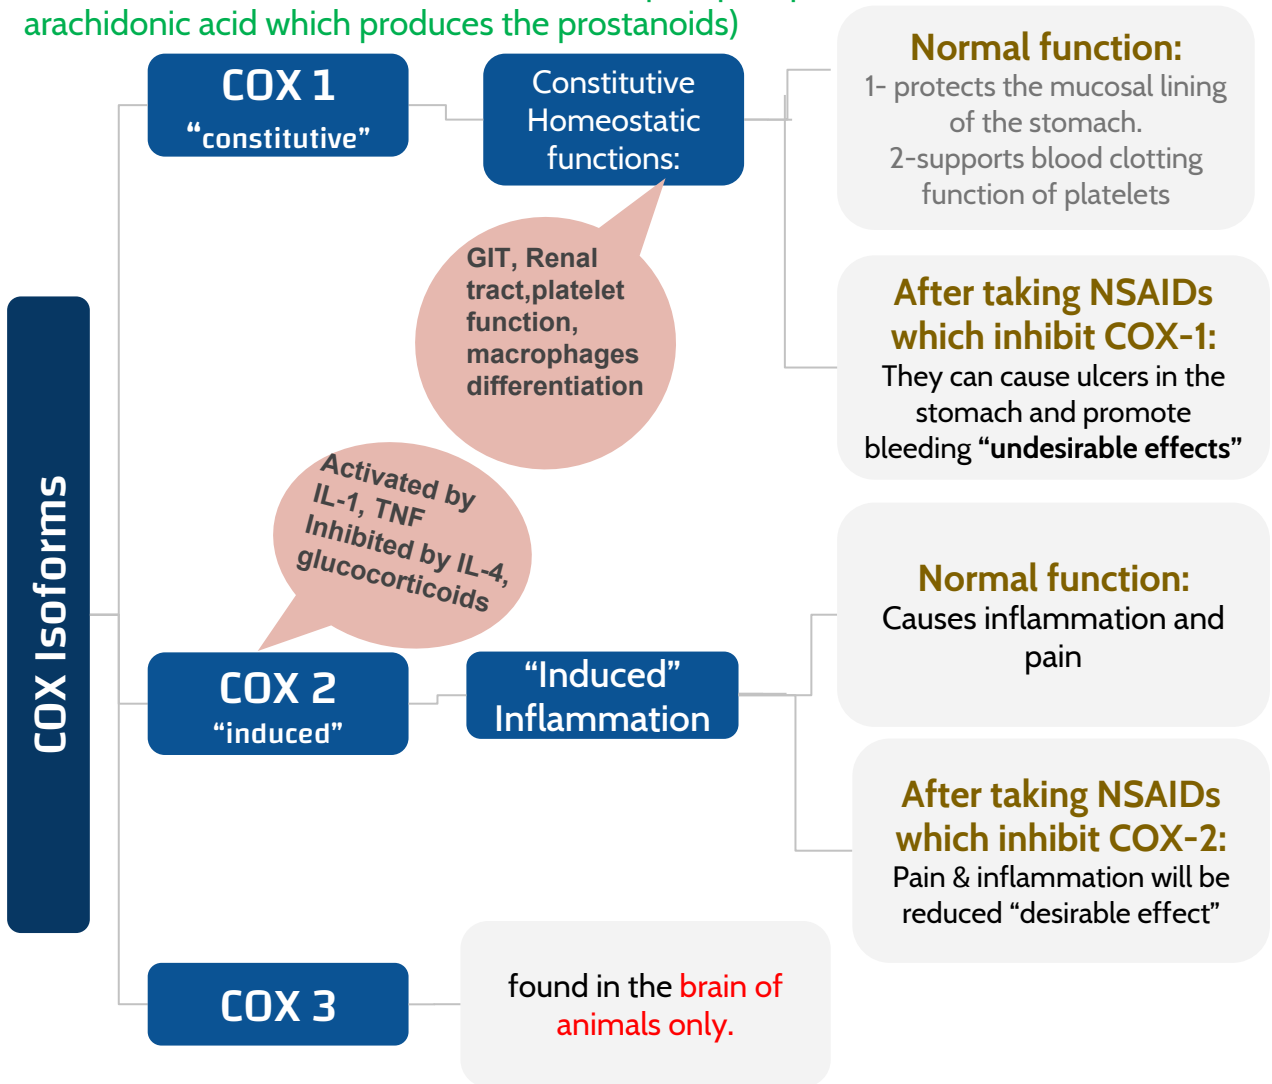 arachidonic acid which produces the prostanoids)
COX Isoforms
COX 1
“constitutive”
Constitutive
Homeostatic
functions:
GIT, Renal
tract,platelet
function,
macrophages
differentiation
Normal function:
1- protects the mucosal lining
of the stomach.
2-supports blood clotting
function of platelets
After taking NSAIDs
which inhibit COX-1:
They can cause ulcers in the
stomach and promote
bleeding “undesirable effects”
Activated by
IL-1, TNF
Inhibited by IL-4,
glucocorticoids
COX 2
“induced”
“Induced”
Inflammation
Normal function:
Causes inflammation and
pain
After taking NSAIDs
which inhibit COX-2:
Pain & inflammation will be
reduced “desirable effect”
COX 3
found in the brain of
animals only.